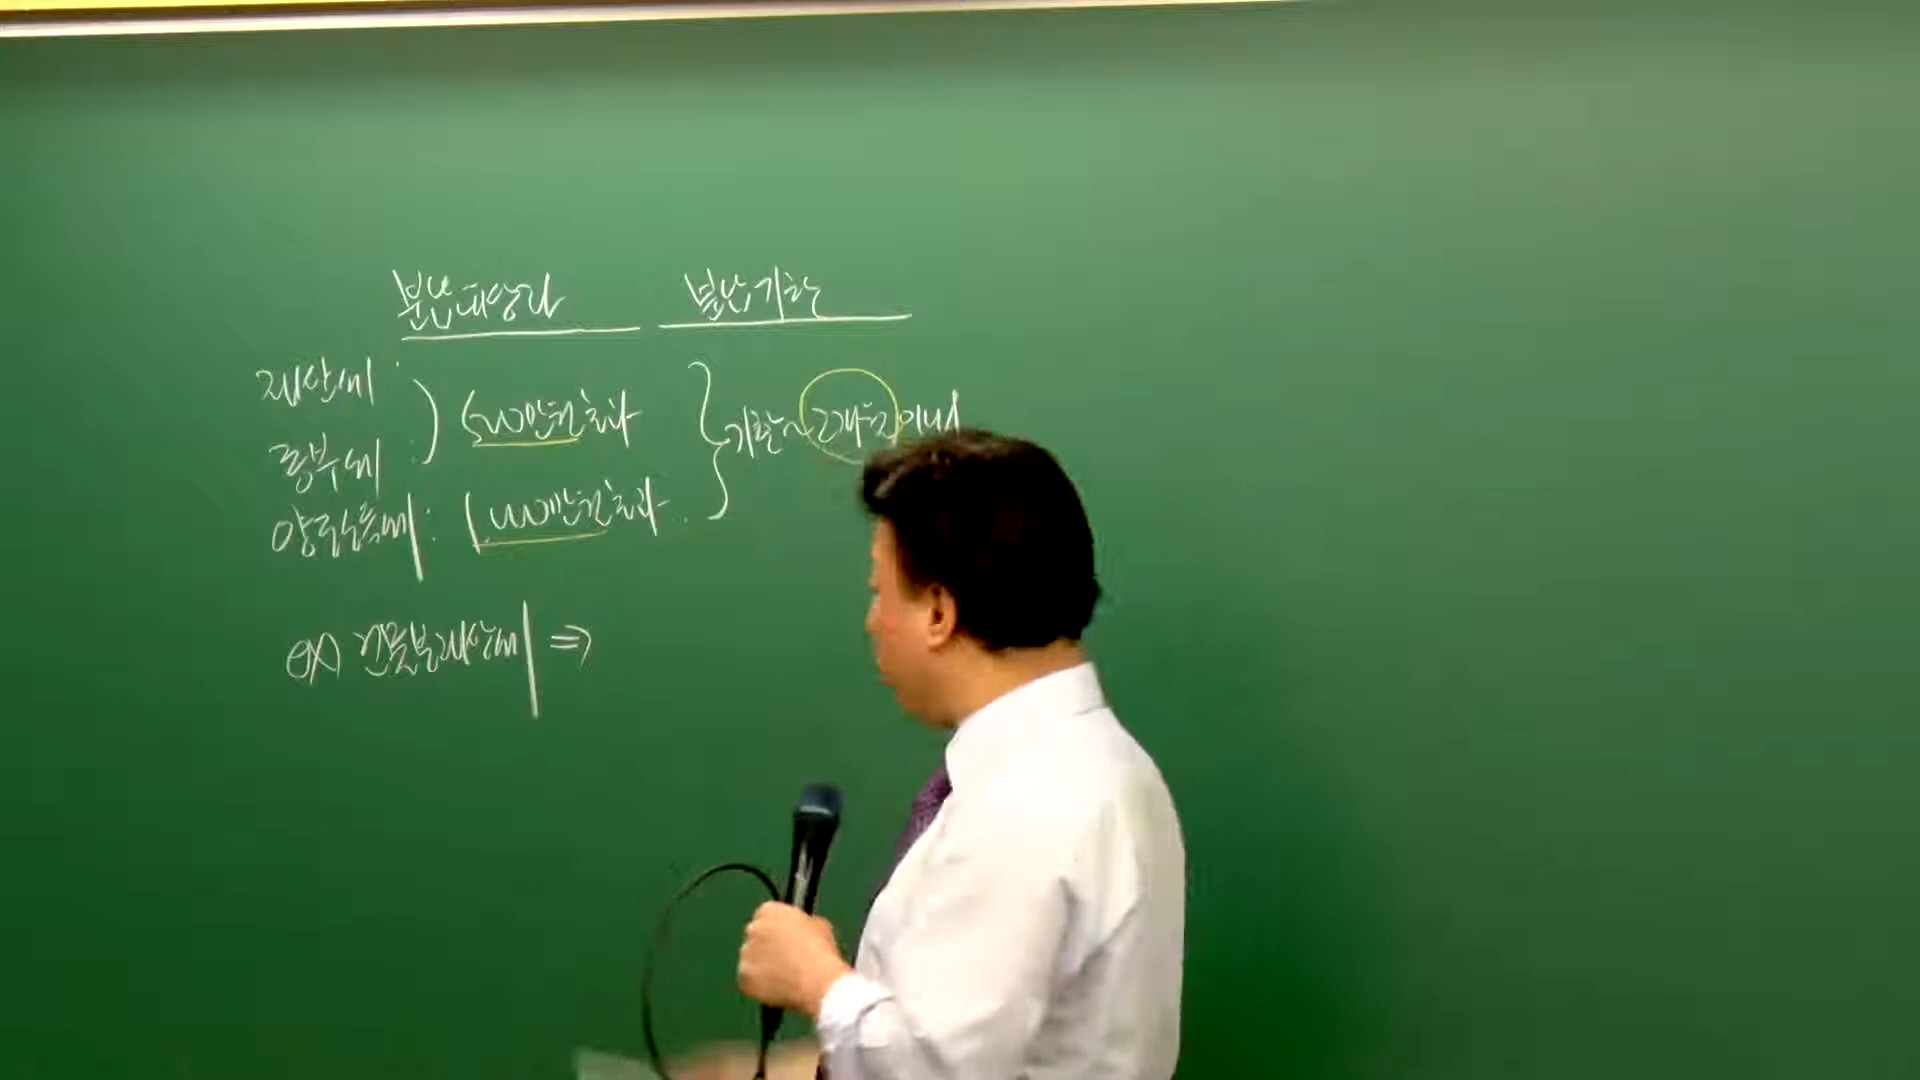 분납대상자 분납기한
재산세 : 500만원초과
종부세 : 기한~2개월이내
양도소득세 : 1000만원초과
ex) 건물분재산세 ⇒